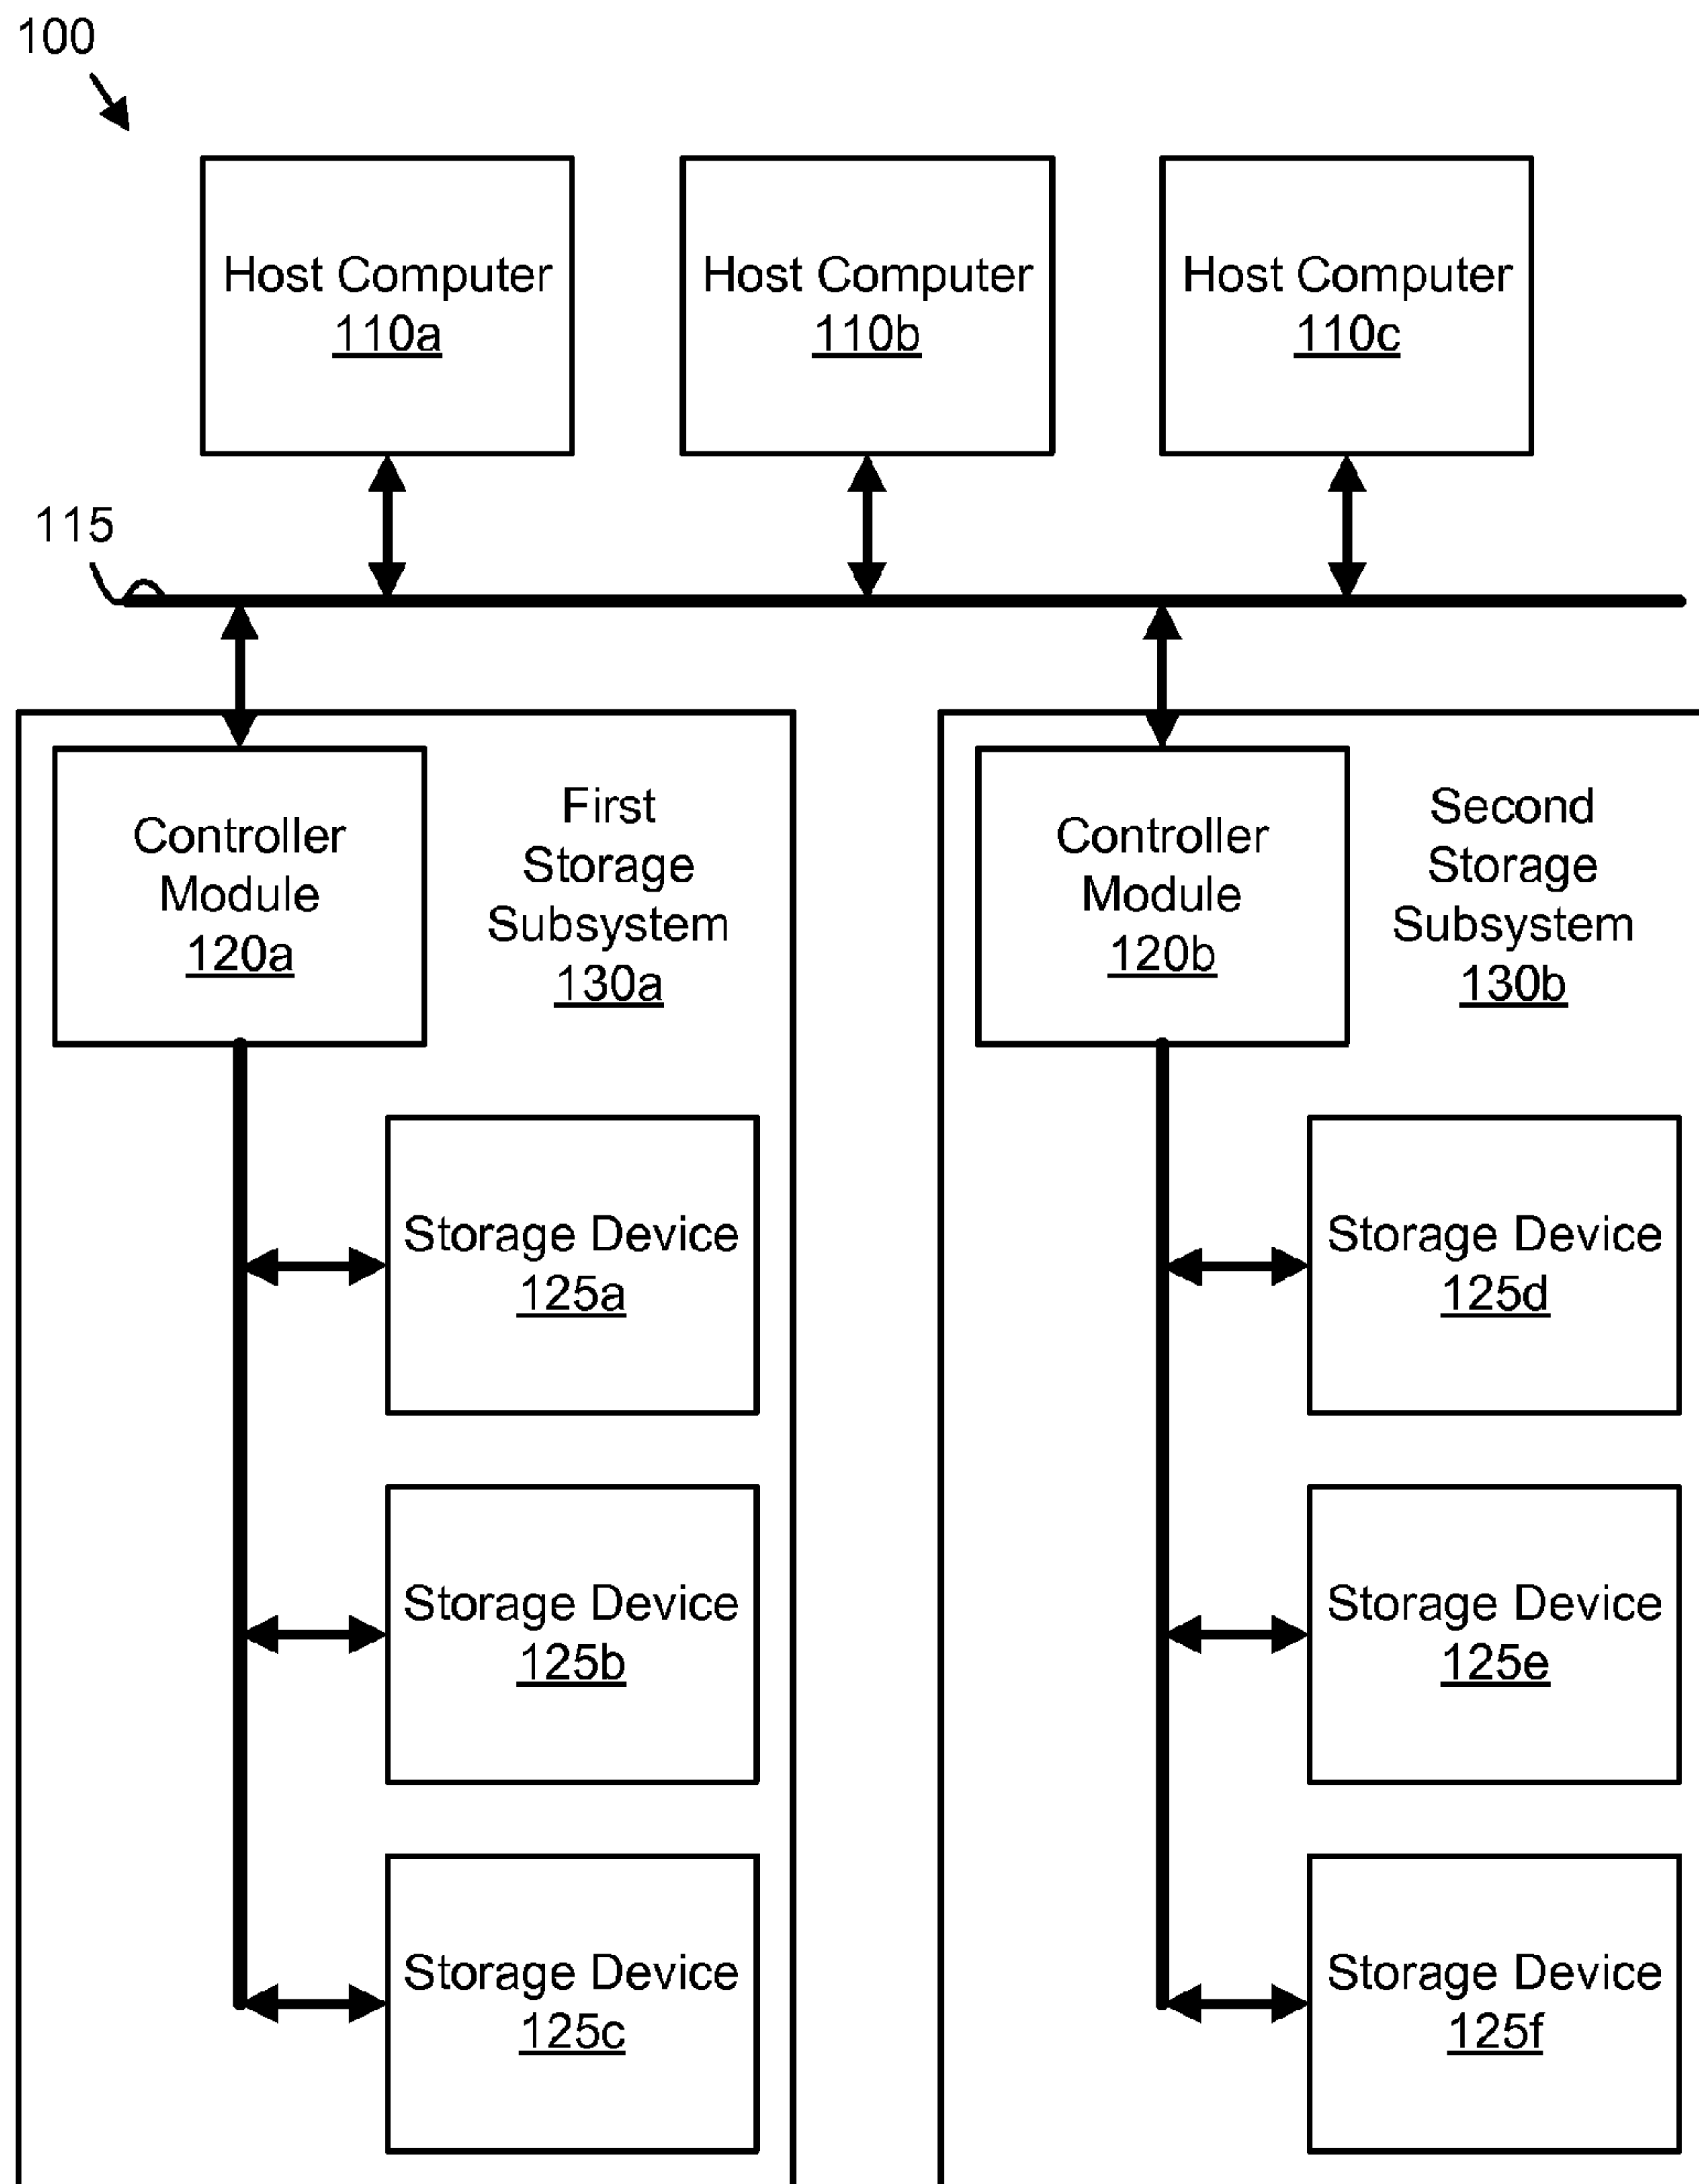 100
Host Computer
110a
Host Computer
110b
Host Computer
110c
115
Controller
Module
120a
First
Storage
Subsystem
130a
Controller
Module
120b
Second
Storage
Subsystem
130b
Storage Device
125a
Storage Device
125d
Storage Device
125b
Storage Device
125e
Storage Device
125c
Storage Device
125f